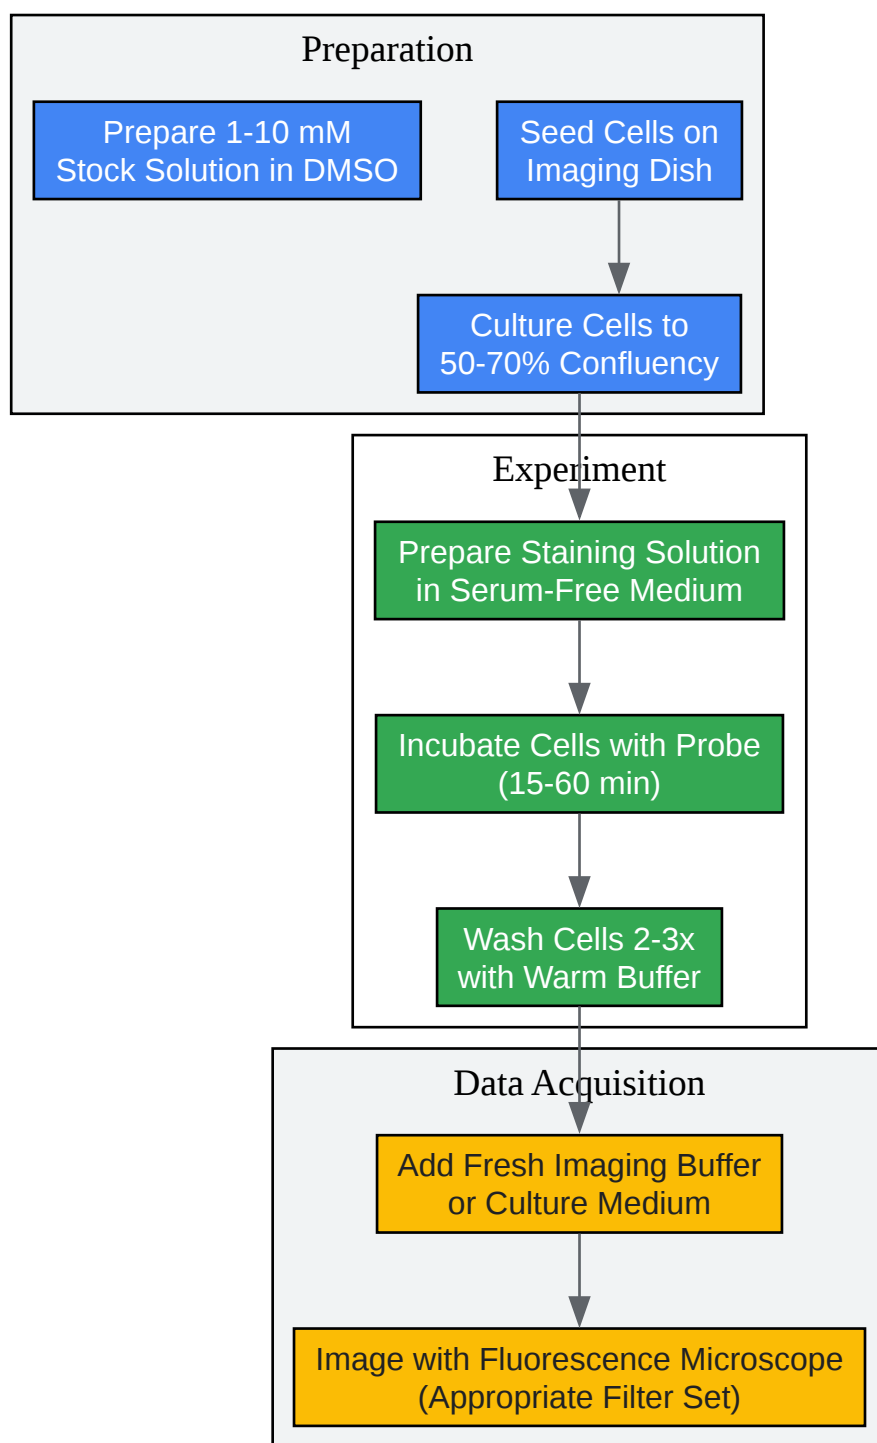 Preparation
Prepare 1-10 mM
Stock Solution in DMSO
Seed Cells on
Imaging Dish
Culture Cells to
50-70% Confluency
Experiment
Prepare Staining Solution
in Serum-Free Medium
Incubate Cells with Probe
(15-60 min)
Wash Cells 2-3x
with Warm Buffer
Data Acquisition
Add Fresh Imaging Buffer
or Culture Medium
Image with Fluorescence Microscope
(Appropriate Filter Set)